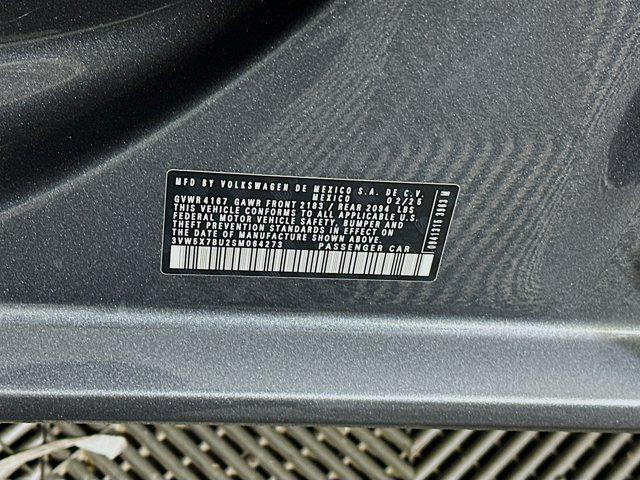 MFD BY VOLKSWAGEN DE MEXICO S.A. DE C.V.
MEXICO 02/25
GVWR 4167 GAWR FRONT 2183 / REAR 2094 LBS
THIS VEHICLE CONFORMS TO ALL APPLICABLE U.S.
FEDERAL MOTOR VEHICLE SAFETY, BUMPER AND
THEFT PREVENTION STANDARDS IN EFFECT ON
THE DATE OF MANUFACTURE SHOWN ABOVE.
3VW5X7BU2SM064273 PASSENGER CAR